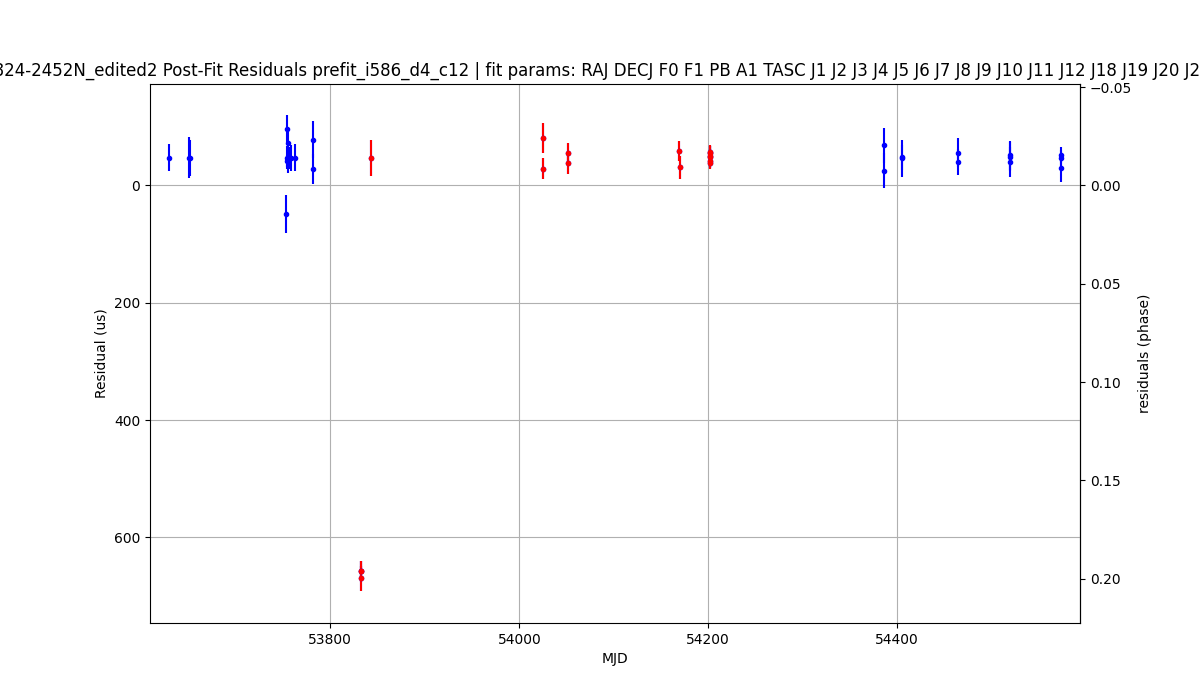 824-2452N_edited2 Post-Fit Residuals prefit_i586_d4_c12 | fit params: RAJ DECJ F0 F1 PB A1 TASC J1 J2 J3 J4 J5 J6 J7 J8 J9 J10 J11 J12 J18 J19 J20 J2
−0.05
0 0.00
0.05
200
Residual (us)
residuals (phase)
0.10
400
0.15
600
0.20
53800 54000 54200 54400
MJD